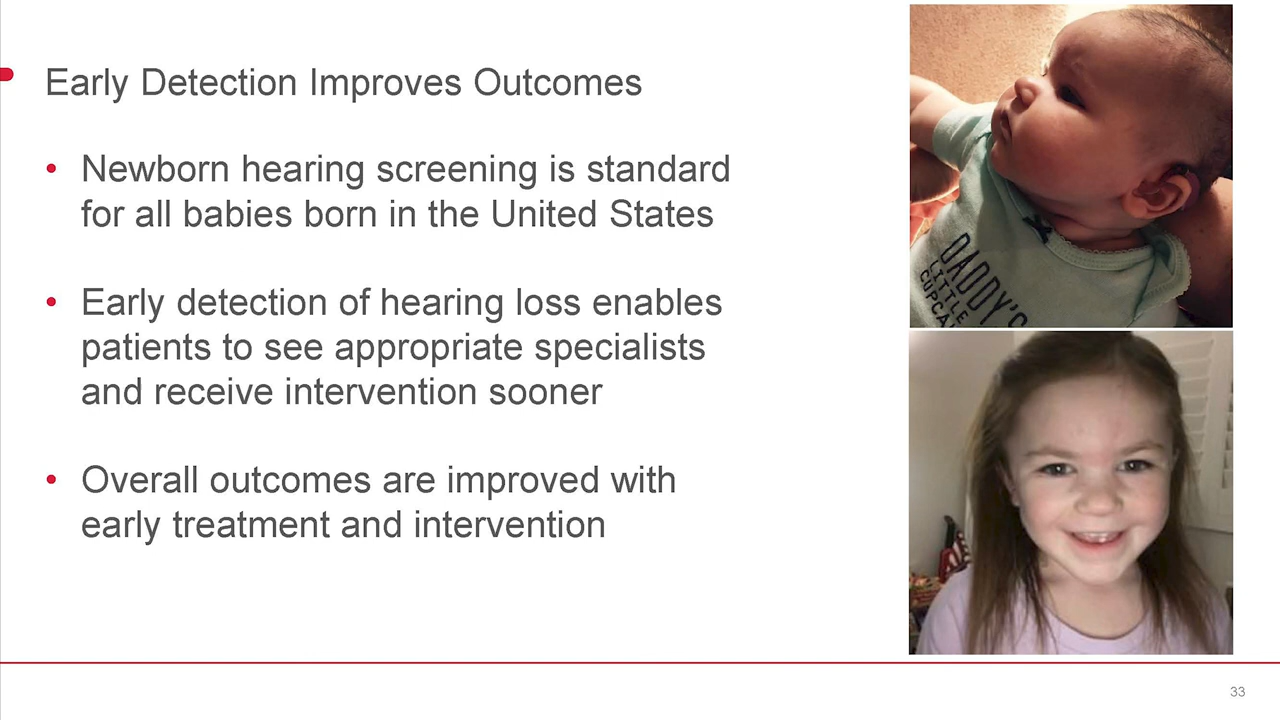 Early Detection Improves Outcomes
• Newborn hearing screening is standard
for all babies born in the United States
• Early detection of hearing loss enables
patients to see appropriate specialists
and receive intervention sooner
• Overall outcomes are improved with
early treatment and intervention
DADDY'S
LITTLE
33